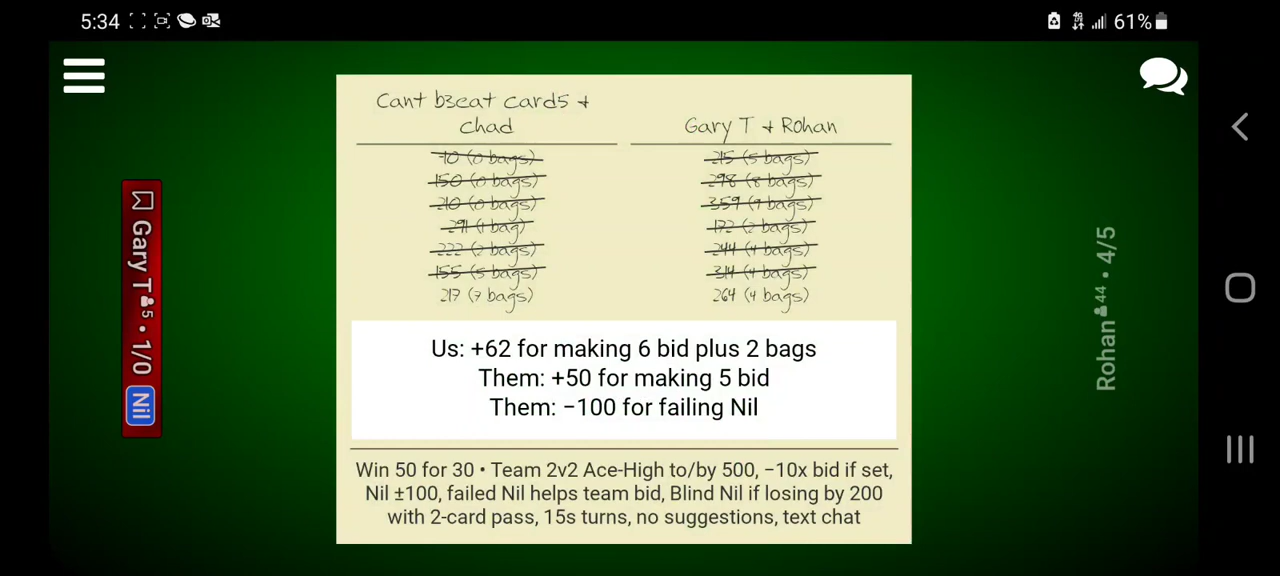 5:34
61%
Cant b3eat cards +
chad
Gary T + Rohan
-10 (0 bags)
215 (5 bags)
150 (0 bags)
298 (8 bags)
210 (0 bags)
359 (9 bags)
291 (1 bag)
172 (2 bags)
222 (2 bags)
244 (4 bags)
155 (5 bags)
314 (4 bags)
217 (7 bags)
264 (4 bags)
Gary T 5 • 1/0 Nil
Rohan 44 • 4/5
Us: +62 for making 6 bid plus 2 bags
Them: +50 for making 5 bid
Them: −100 for failing Nil
Win 50 for 30 • Team 2v2 Ace-High to/by 500, −10x bid if set,
Nil ±100, failed Nil helps team bid, Blind Nil if losing by 200
with 2-card pass, 15s turns, no suggestions, text chat